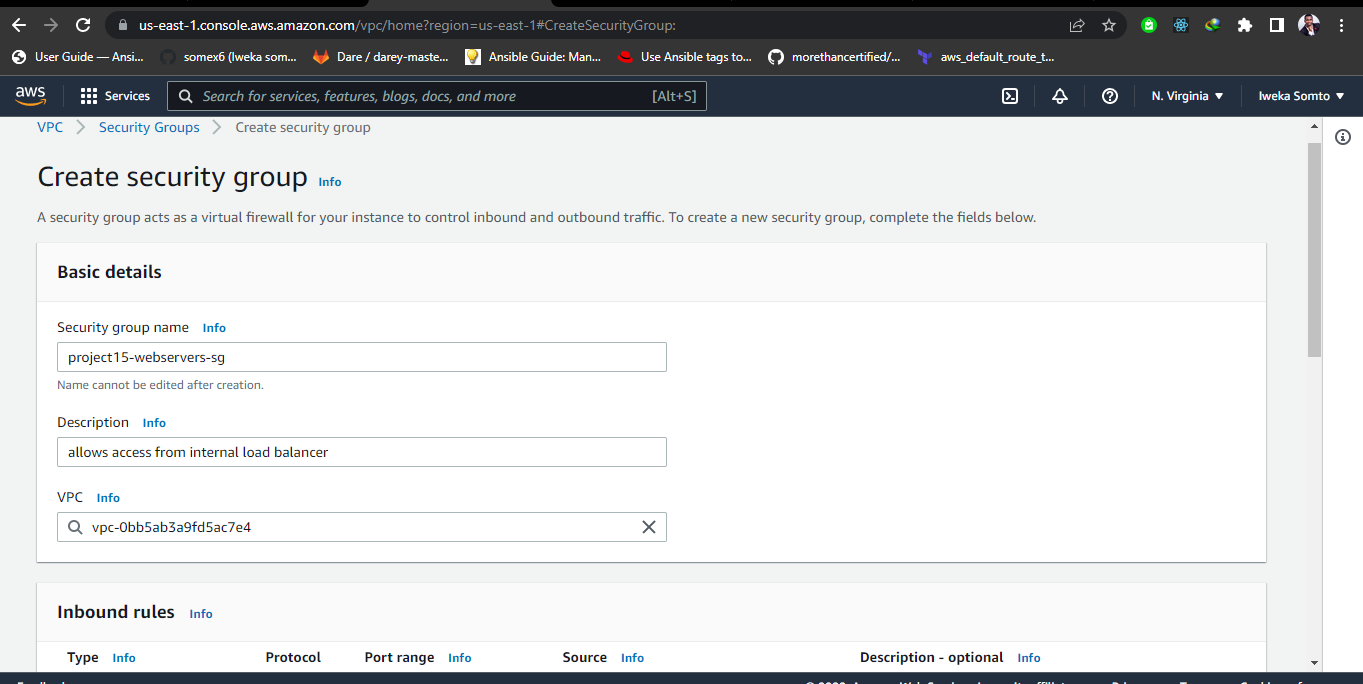 us-east-1.console.aws.amazon.com/vpc/home?region=us-east-1#CreateSecurityGroup:
User Guide — Ansi... somex6 (Iweka som... Dare / darey-maste... Ansible Guide: Man... Use Ansible tags to... morethancertified/... aws_default_route_t...
aws Services Search for services, features, blogs, docs, and more [Alt+S] N. Virginia Iweka Somto
VPC Security Groups Create security group
Create security group Info
A security group acts as a virtual firewall for your instance to control inbound and outbound traffic. To create a new security group, complete the fields below.
Basic details
Security group name Info
project15-webservers-sg
Name cannot be edited after creation.
Description Info
allows access from internal load balancer
VPC Info
vpc-0bb5ab3a9fd5ac7e4
Inbound rules Info
Type Info Protocol Port range Info Source Info Description - optional Info